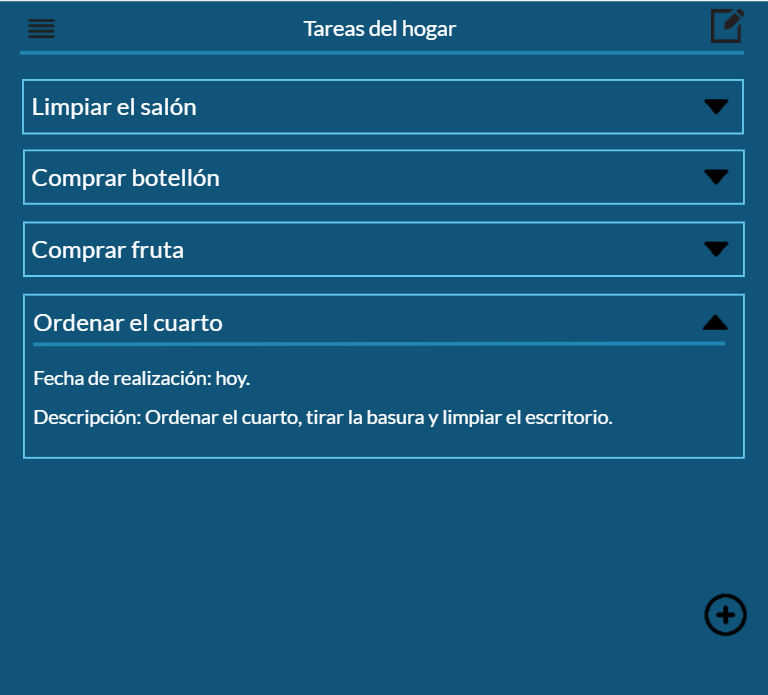 Tareas del hogar
Limpiar el salón
Comprar botellón
Comprar fruta
Ordenar el cuarto
Fecha de realización: hoy.
Descripción: Ordenar el cuarto, tirar la basura y limpiar el escritorio.